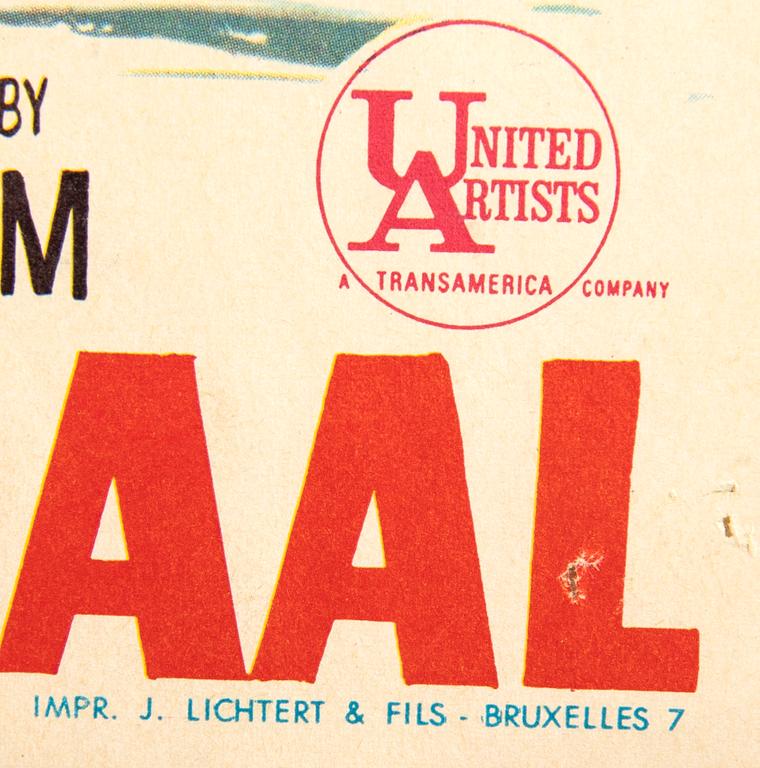 BY
M
UNITED
ARTISTS
A TRANSAMERICA COMPANY
AAL
IMPR. J. LICHTERT & FILS - BRUXELLES 7